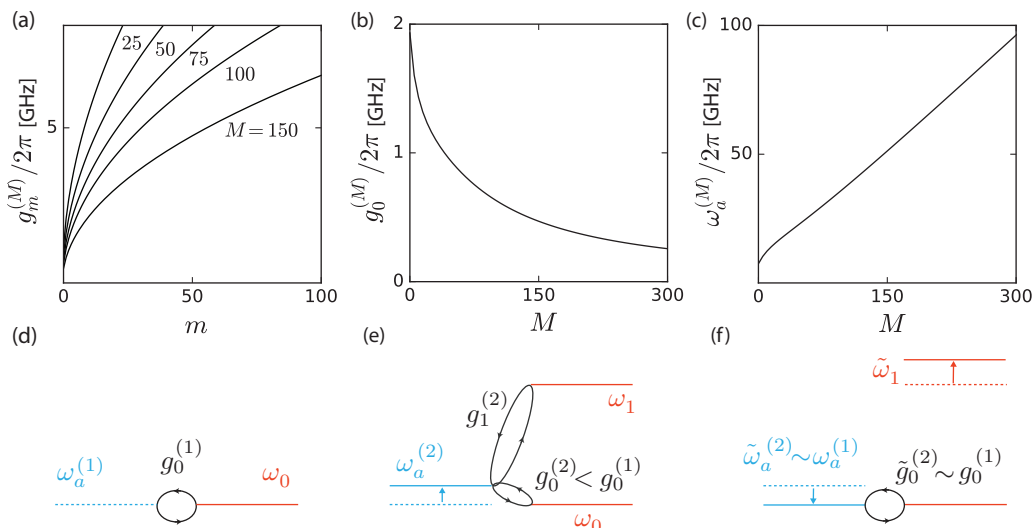 (a)
25
50
75
100
M = 150
5
0
50
100
m
g_m^{(M)}/2π [GHz]
(b)
2
1
0
0
150
300
M
g_0^{(M)}/2π [GHz]
(c)
100
50
0
150
300
M
ω_a^{(M)}/2π [GHz]
(d)
ω_a^{(1)}
g_0^{(1)}
ω_0
(e)
ω_1
g_1^{(2)}
ω_a^{(2)}
g_0^{(2)} < g_0^{(1)}
ω_0
(f)
ω̃_1
ω̃_a^{(2)} ~ ω_a^{(1)}
g̃_0^{(2)} ~ g_0^{(1)}